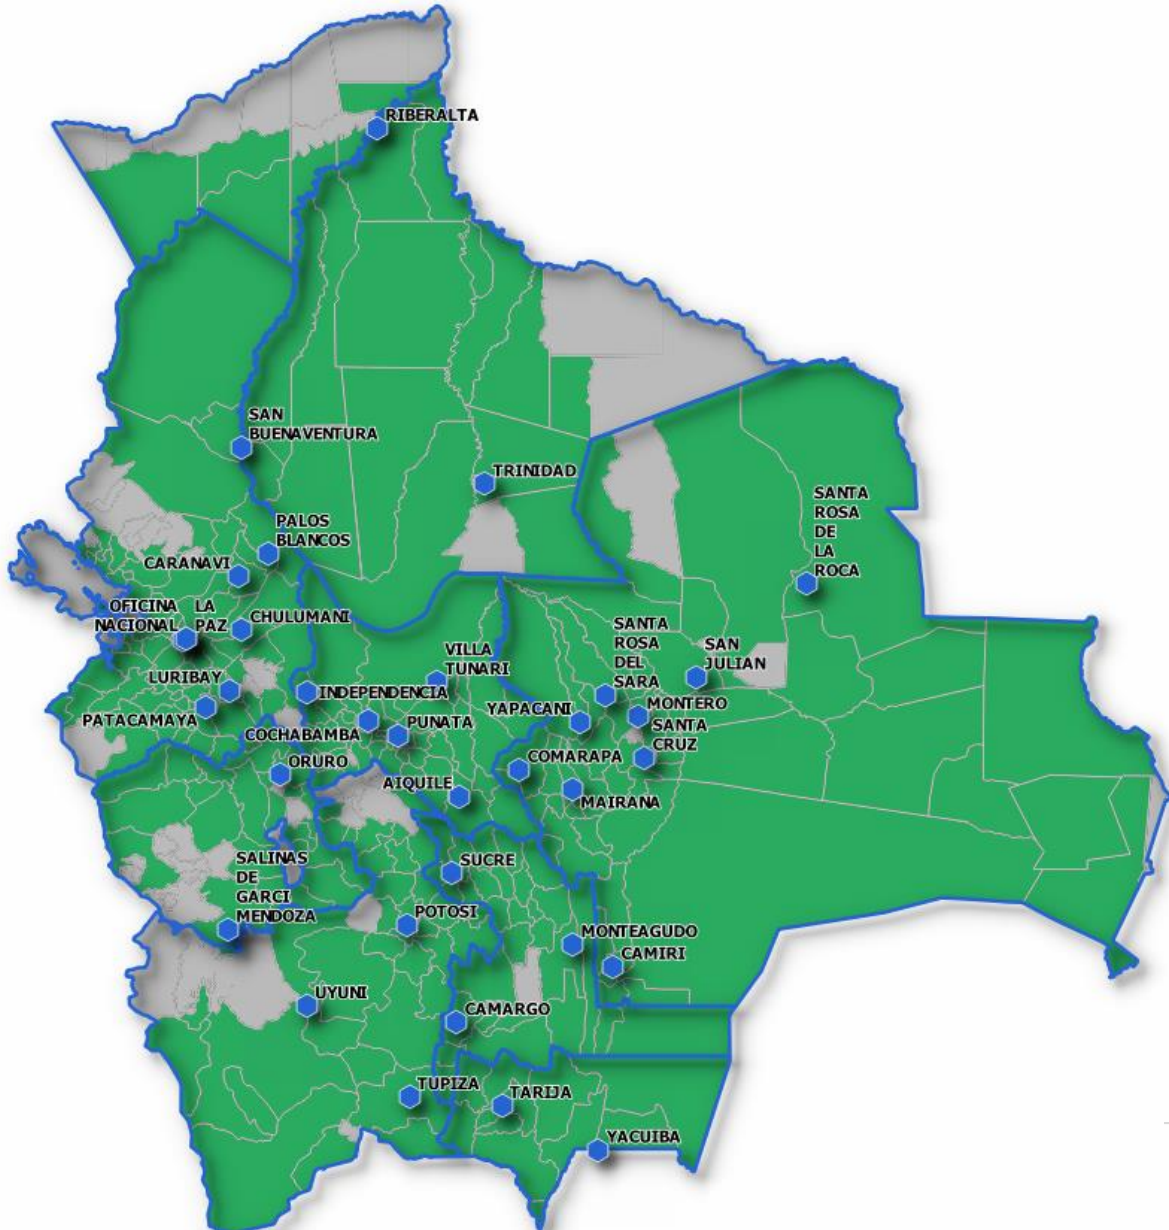 RIBERALTA
SAN
BUENAVENTURA
TRINIDAD
SANTA
ROSA
DE
LA
ROCA
PALOS
BLANCOS
CARANAVI
OFICINA
NACIONAL
LA
PAZ
CHULUMANI
SANTA
ROSA
DEL
SARA
VILLA
TUNARI
SAN
JULIAN
LURIBAY
INDEPENDENCIA
PATACAMAYA
COCHABAMBA
PUNATA
YAPACANI
MONTERO
SANTA
CRUZ
ORURO
COMARAPA
AIQUILE
MAIRANA
SALINAS
DE
GARCI
MENDOZA
SUCRE
POTOSI
MONTEAGUDO
CAMIRI
UYUNI
CAMARGO
TUPIZA
TARIJA
YACUIBA